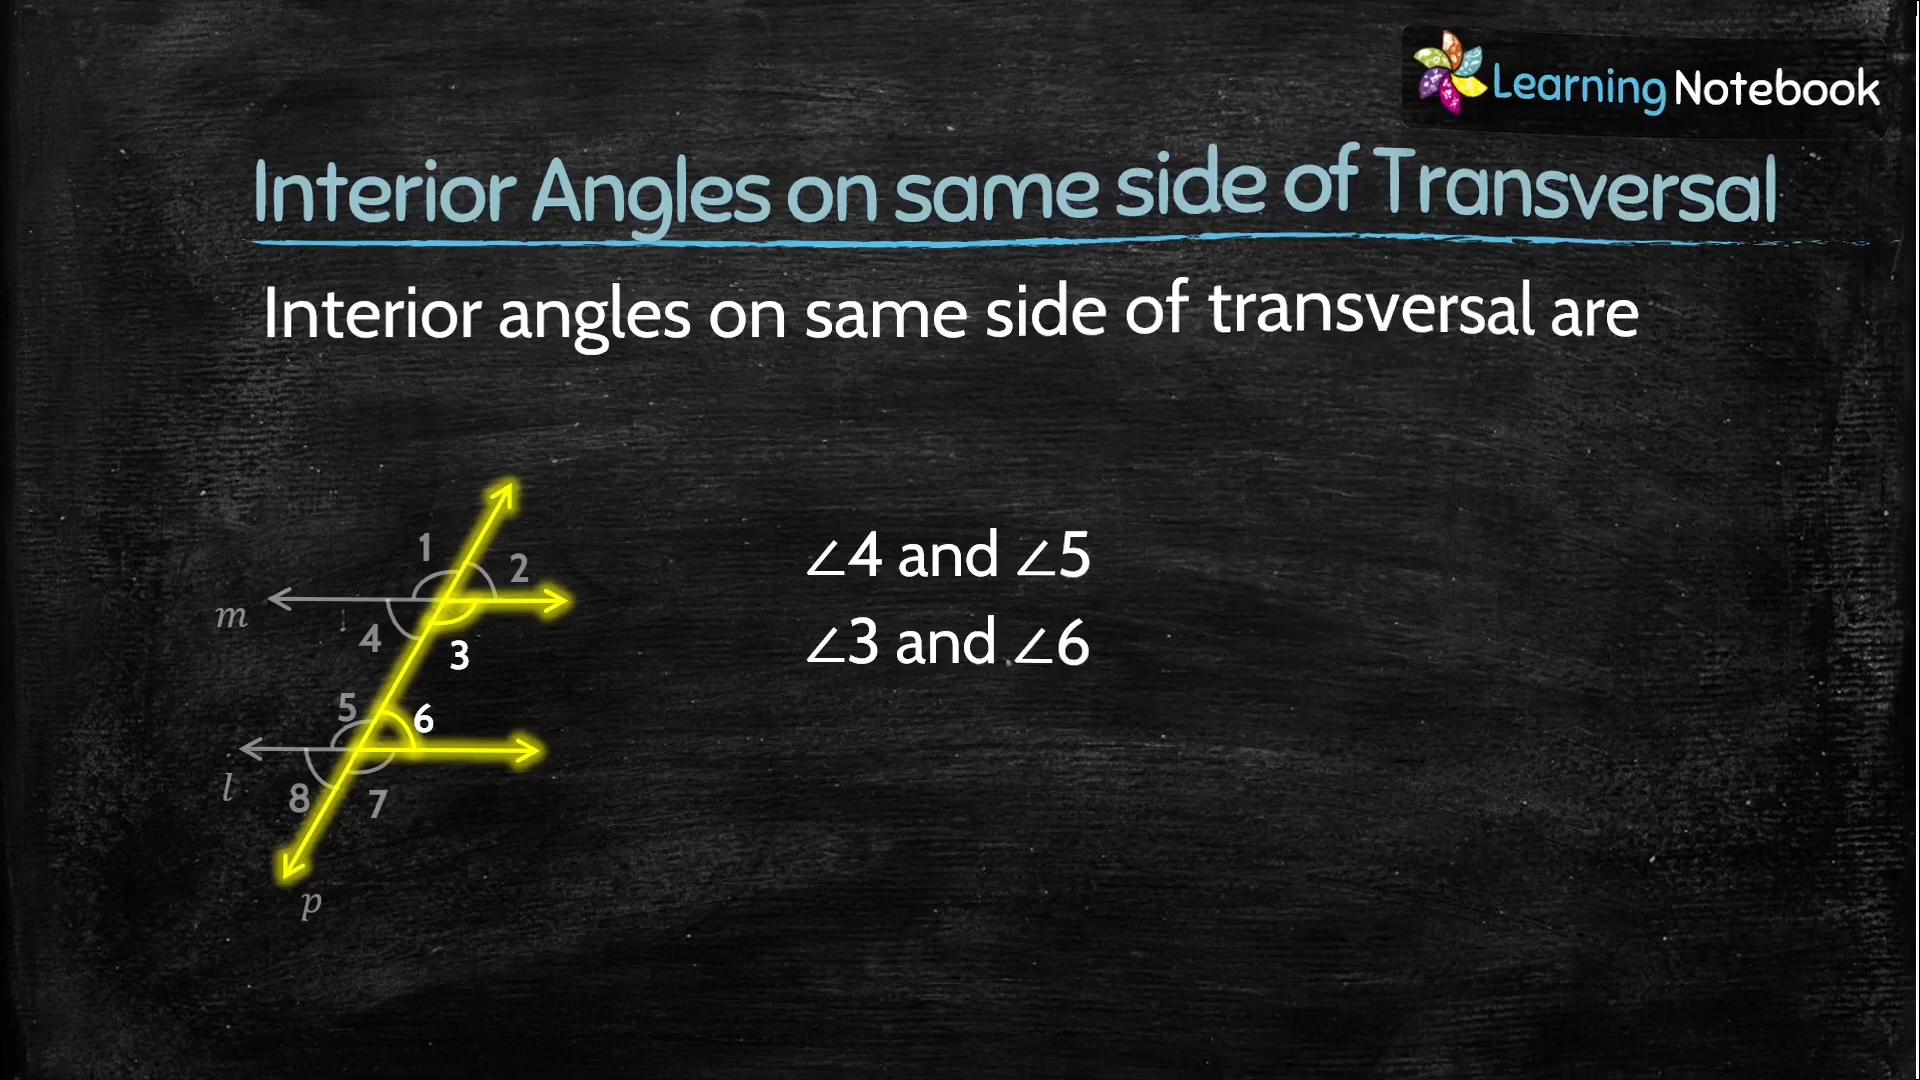 Learning Notebook
Interior Angles on same side of Transversal
Interior angles on same side of transversal are
∠4 and ∠5
∠3 and ∠6
1
2
m
4
3
5
6
l
8
7
p